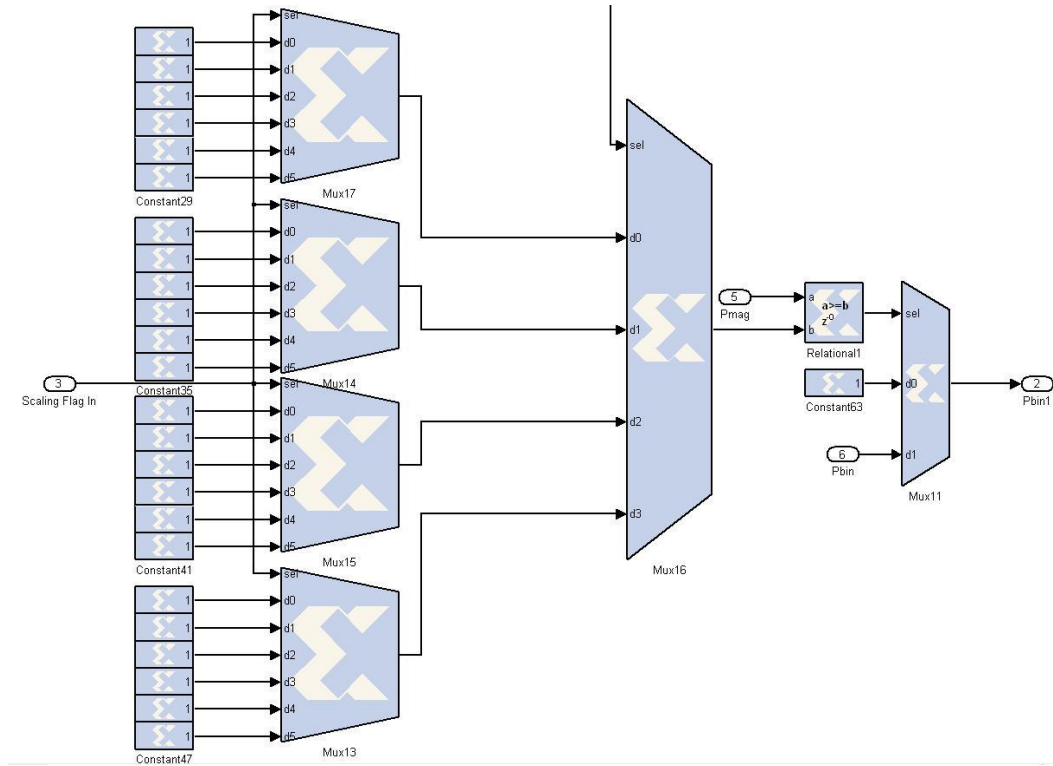 sel
1 d0
1 d1
1 d2
1 d3
1 d4
1 d5
Constant29
Mux17
sel
1 d0
1 d1
1 d2
1 d3
1 d4
1 d5
Constant35
Mux14
3
Scaling Flag In
sel
1 d0
1 d1
1 d2
1 d3
1 d4
1 d5
Constant41
Mux15
sel
1 d0
1 d1
1 d2
1 d3
1 d4
1 d5
Constant47
Mux13
sel
d0
d1
d2
d3
Mux16
5
Pmag
a
a>=b
z-0
b
Relational1
1
Constant63
6
Pbin
sel
d0
d1
Mux11
2
Pbin1